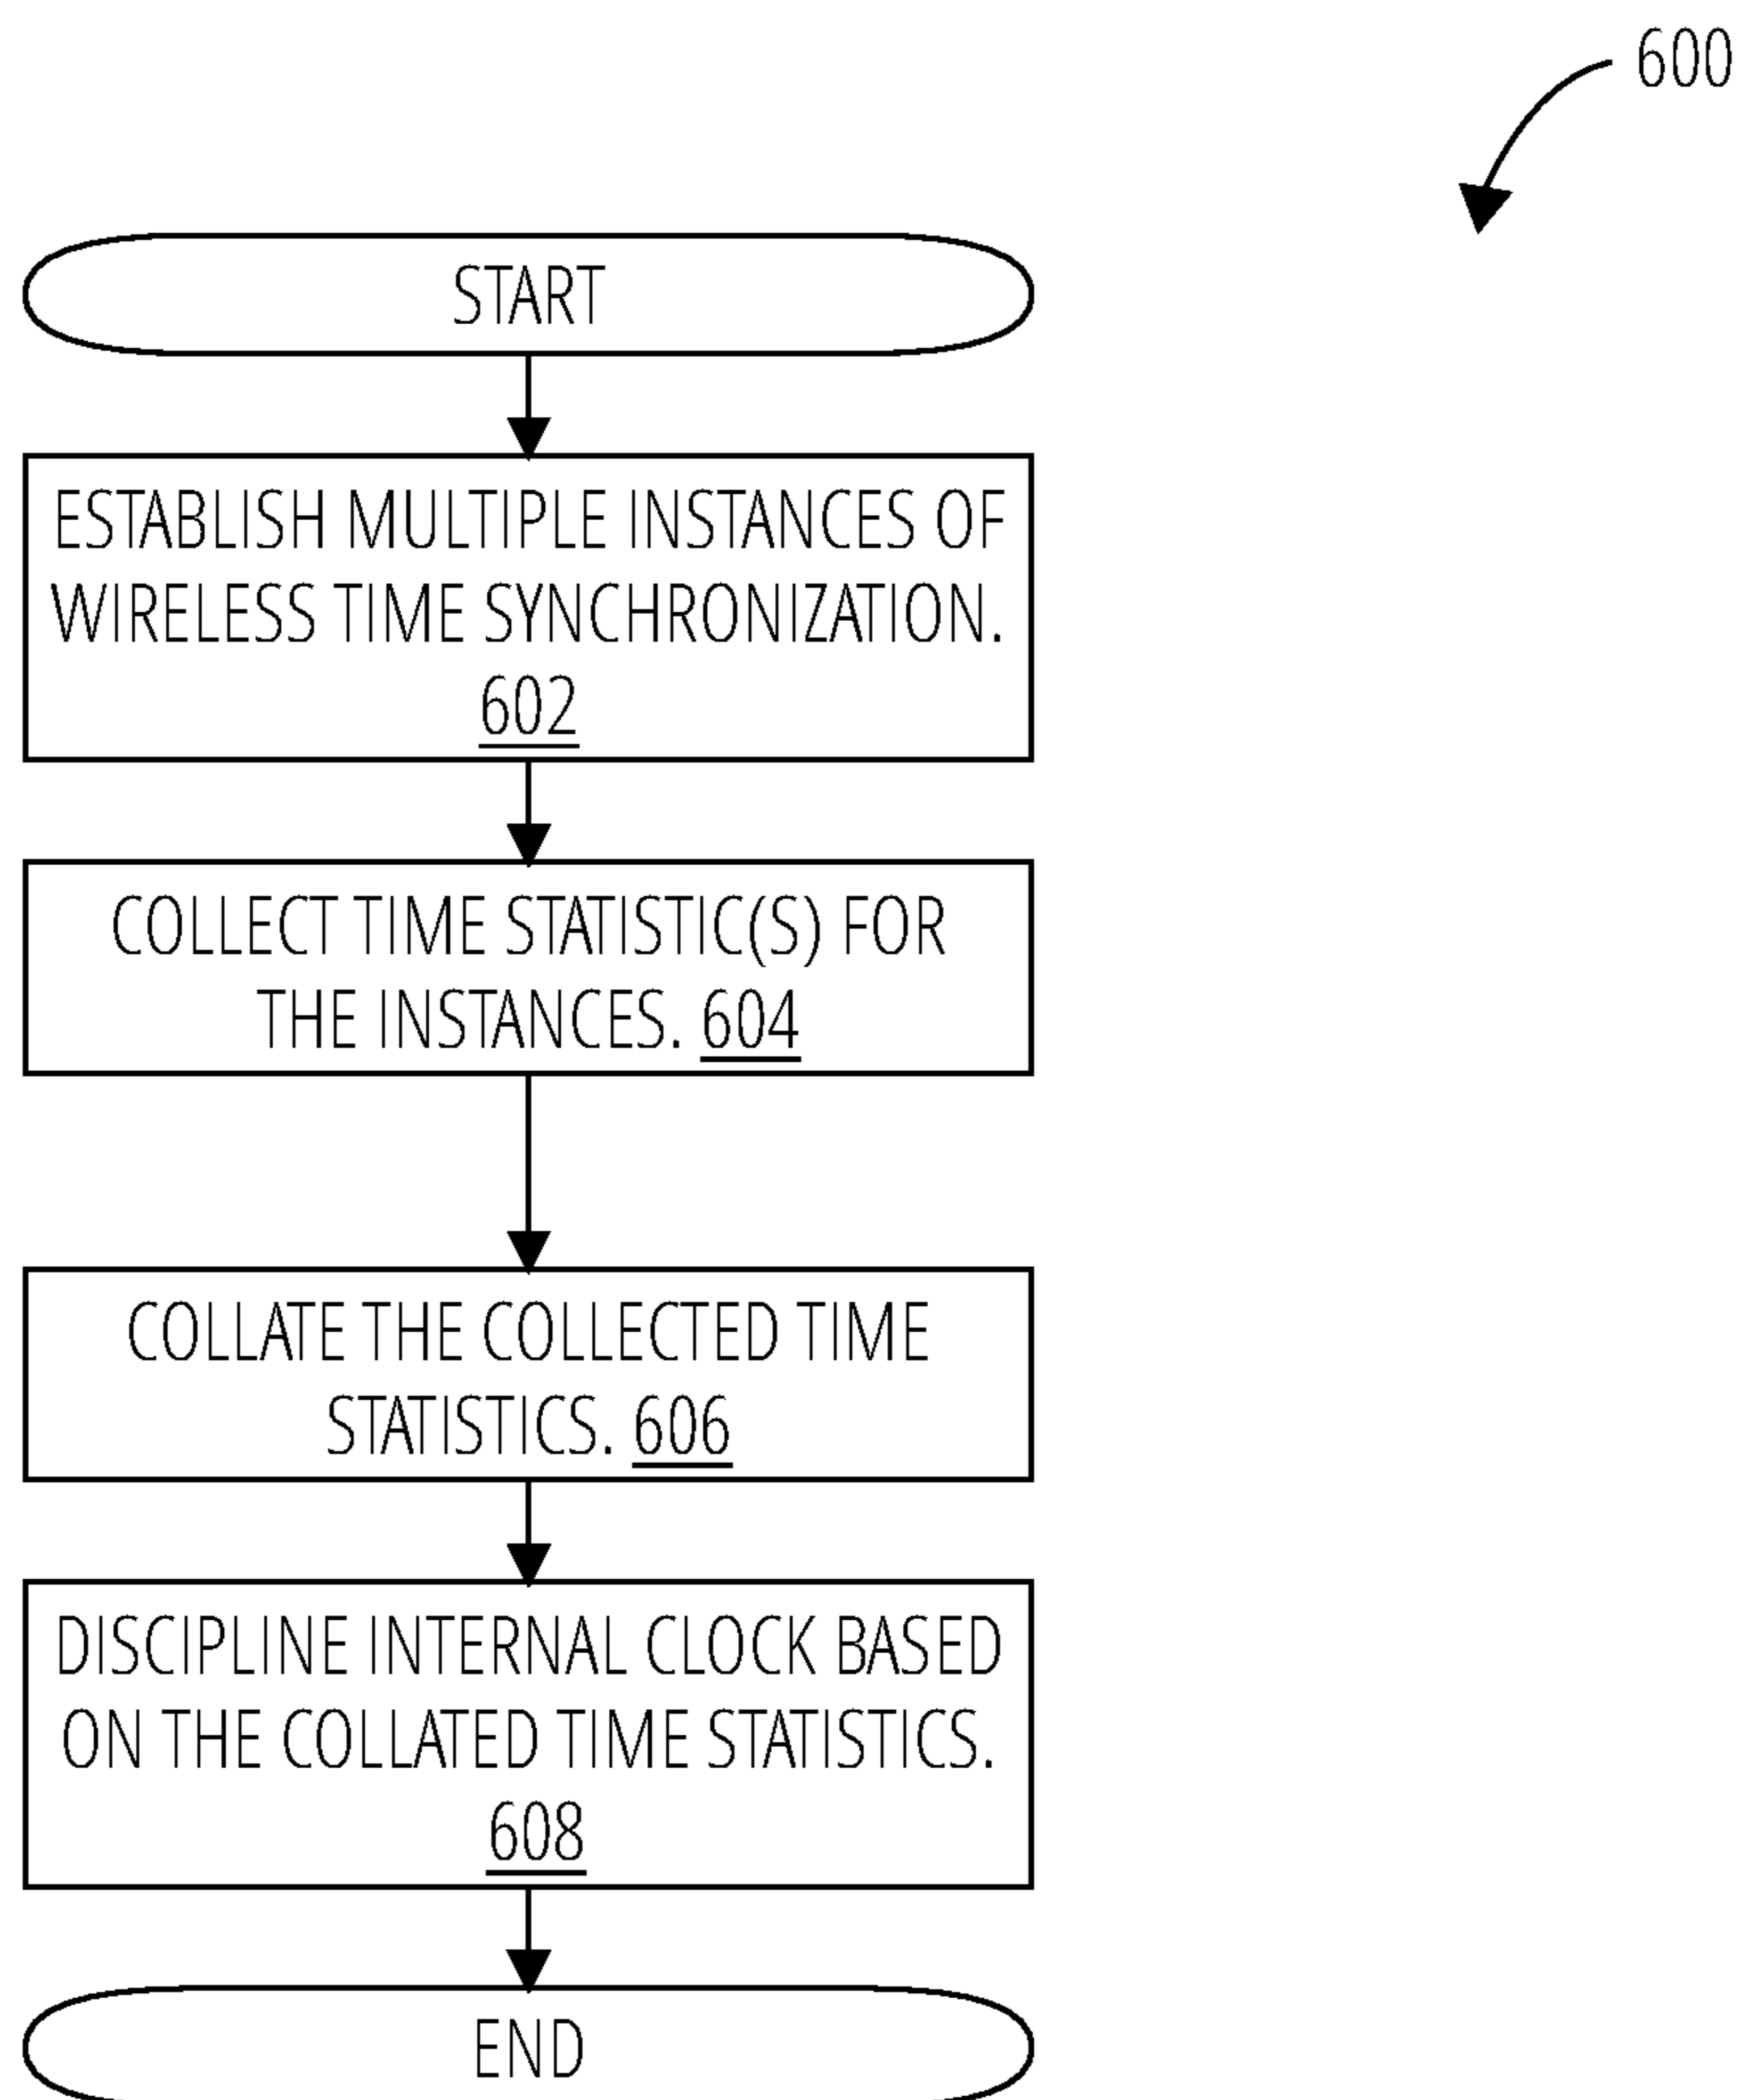 600
START
ESTABLISH MULTIPLE INSTANCES OF
WIRELESS TIME SYNCHRONIZATION.
602
COLLECT TIME STATISTIC(S) FOR
THE INSTANCES. 604
COLLATE THE COLLECTED TIME
STATISTICS. 606
DISCIPLINE INTERNAL CLOCK BASED
ON THE COLLATED TIME STATISTICS.
608
END